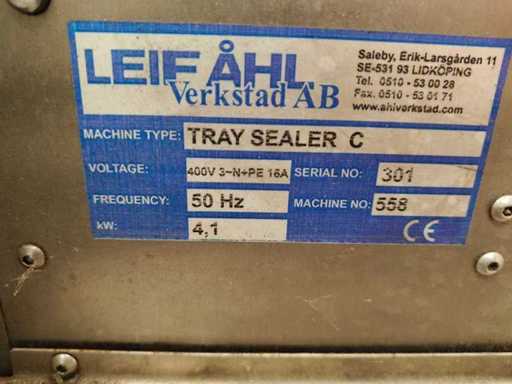 LEIF ÅHL
Verkstad AB
Saleby, Erik-Larsgården 11
SE-531 93 LIDKÖPING
Tel. 0510 - 53 00 28
Fax. 0510 - 53 01 71
www.ahlverkstad.com
MACHINE TYPE: TRAY SEALER C
VOLTAGE: 400V 3~N+PE 16A SERIAL NO: 301
FREQUENCY: 50 Hz MACHINE NO: 558
kW: 4,1 CE